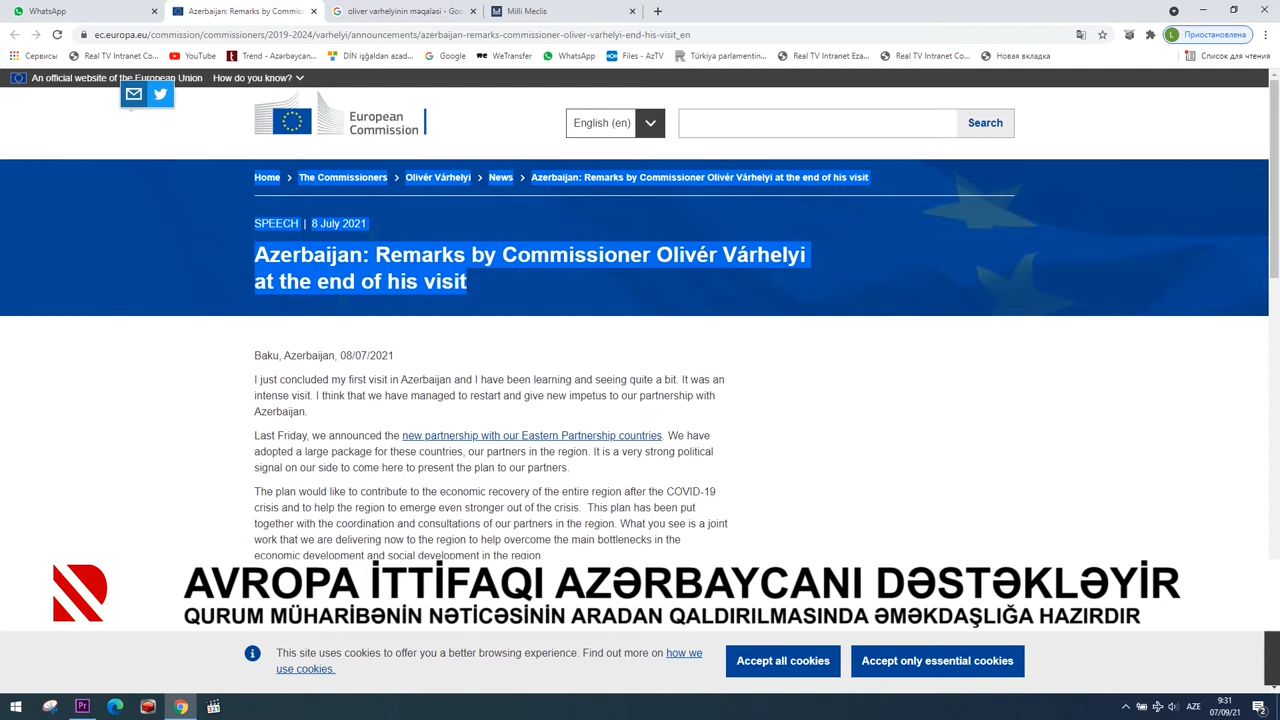 WhatsApp
Azerbaijan: Remarks by Commiss
oliver varhelyinin məqaləsi - Goo
Milli Meclis
ec.europa.eu/commission/commissioners/2019-2024/varhelyi/announcements/azerbaijan-remarks-commissioner-oliver-varhelyi-end-his-visit_en
L Приостановлена
Сервисы
Real TV Intranet Co...
YouTube
Trend - Azərbaycan...
DİN işğaldan azad...
Google
WeTransfer
WhatsApp
Files - AzTV
Türkiya parlamentin...
Real TV Intranet Eza...
Real TV Intranet Co...
Новая вкладка
Список для чтения
An official website of the European Union How do you know?
European
Commission
English (en)
Search
Home > The Commissioners > Olivér Várhelyi > News > Azerbaijan: Remarks by Commissioner Olivér Várhelyi at the end of his visit
SPEECH | 8 July 2021
Azerbaijan: Remarks by Commissioner Olivér Várhelyi
at the end of his visit
Baku, Azerbaijan, 08/07/2021
I just concluded my first visit in Azerbaijan and I have been learning and seeing quite a bit. It was an
intense visit. I think that we have managed to restart and give new impetus to our partnership with
Azerbaijan.
Last Friday, we announced the new partnership with our Eastern Partnership countries. We have
adopted a large package for these countries, our partners in the region. It is a very strong political
signal on our side to come here to present the plan to our partners.
The plan would like to contribute to the economic recovery of the entire region after the COVID-19
crisis and to help the region to emerge even stronger out of the crisis. This plan has been put
together with the coordination and consultations of our partners in the region. What you see is a joint
work that we are delivering now to the region to help overcome the main bottlenecks in the
economic development and social development in the region.
AVROPA İTTİFAQI AZƏRBAYCANI DƏSTƏKLƏYİR
QURUM MÜHARİBƏNİN NƏTİCƏSİNİN ARADAN QALDIRILMASINDA ƏMƏKDAŞLIĞA HAZIRDIR
This site uses cookies to offer you a better browsing experience. Find out more on how we
use cookies.
Accept all cookies
Accept only essential cookies
Pr
AZE
9:31
07/09/21
2